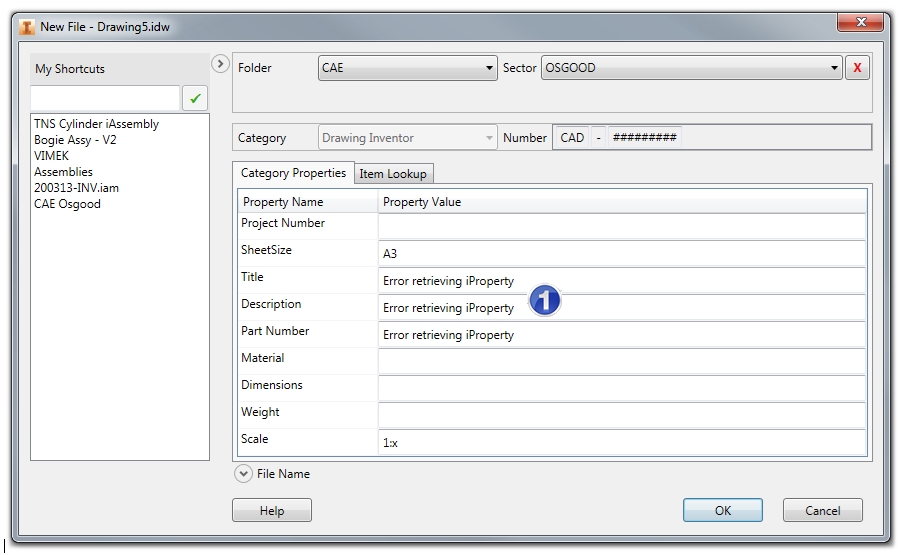 New File - Drawing5.idw
X
My Shortcuts
TNS Cylinder iAssembly
Bogie Assy - V2
VIMEK
Assemblies
200313-INV.iam
CAE Osgood
Folder CAE Sector OSGOOD X
Category Drawing Inventor Number CAD - #########
Category Properties Item Lookup
Property Name Property Value
Project Number
SheetSize A3
Title Error retrieving iProperty
1
Description Error retrieving iProperty
Part Number Error retrieving iProperty
Material
Dimensions
Weight
Scale 1:x
File Name
Help OK Cancel